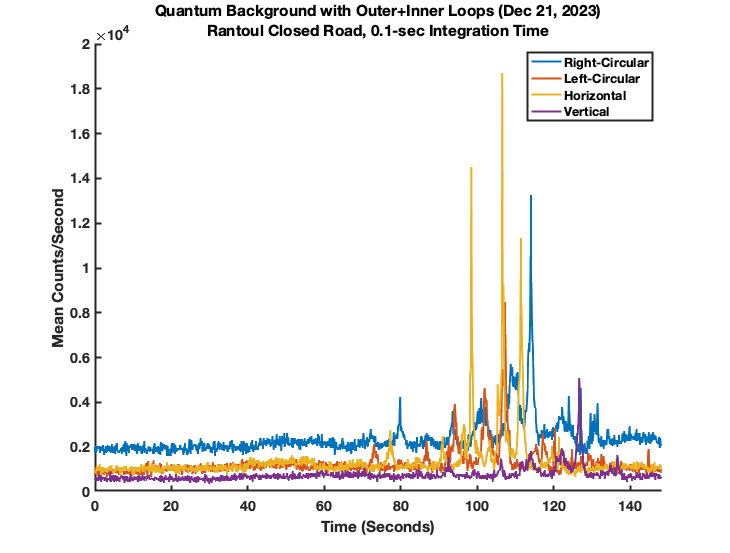 Quantum Background with Outer+Inner Loops (Dec 21, 2023)
Rantoul Closed Road, 0.1-sec Integration Time
×10⁴
2
1.8
1.6
1.4
1.2
1
0.8
0.6
0.4
0.2
0
Mean Counts/Second
Right-Circular
Left-Circular
Horizontal
Vertical
0 20 40 60 80 100 120 140
Time (Seconds)